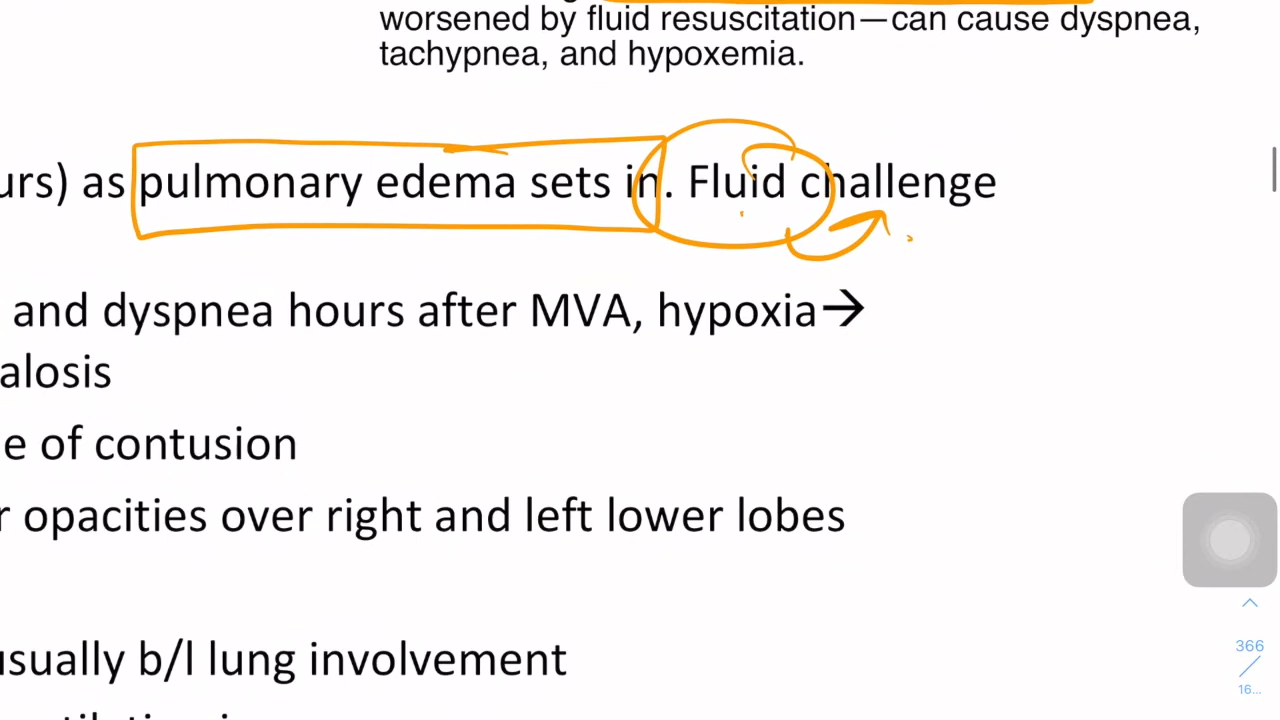 worsened by fluid resuscitation—can cause dyspnea,
tachypnea, and hypoxemia.
urs) as pulmonary edema sets in. Fluid challenge
and dyspnea hours after MVA, hypoxia→
alosis
e of contusion
r opacities over right and left lower lobes
usually b/l lung involvement
366
16...